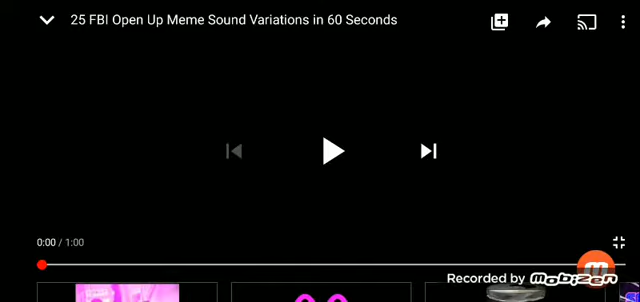 25 FBI Open Up Meme Sound Variations in 60 Seconds
0:00 / 1:00
Recorded by mobizen